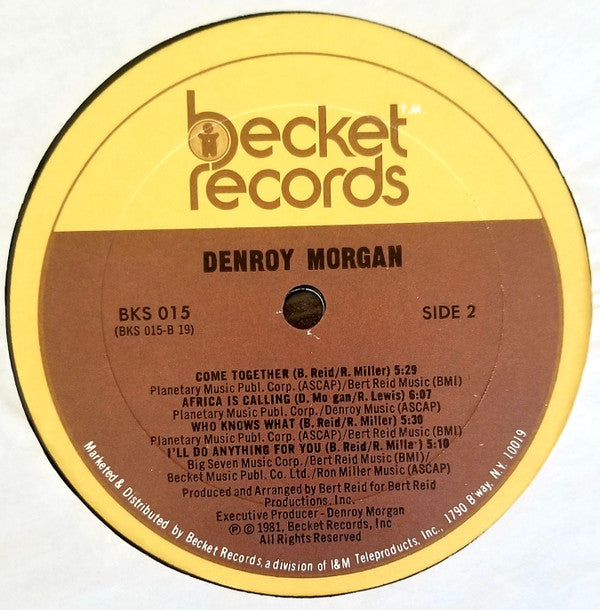 becket T.M.
records
DENROY MORGAN
BKS 015
(BKS 015-B 19)
SIDE 2
COME TOGETHER (B. Reid/R. Miller) 5:29
Planetary Music Publ. Corp. (ASCAP)/Bert Reid Music (BMI)
AFRICA IS CALLING (D. Mo gan/R. Lewis) 6:07
Planetary Music Publ. Corp./Denroy Music (ASCAP)
WHO KNOWS WHAT (B. Reid/R. Miller) 5:30
Planetary Music Publ. Corp. (ASCAP)/Bert Reid Music (BMI)
I'LL DO ANYTHING FOR YOU (B. Reid/R. Mille ) 5:10
Big Seven Music Corp./Bert Reid Music (BMI)/
Becket Music Publ. Co. Ltd./Ron Miller Music (ASCAP)
Produced and Arranged by Bert Reid for Bert Reid
Productions, Inc.
Executive Producer - Denroy Morgan
℗ © 1981, Becket Records, Inc
All Rights Reserved
Marketed & Distributed by Becket Records, a division of I&M Teleproducts, Inc., 1790 B'way, N.Y. 10019